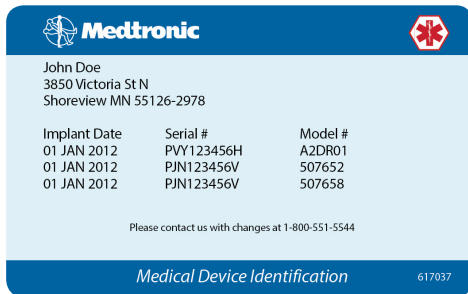 Medtronic
John Doe
3850 Victoria St N
Shoreview MN 55126-2978
Implant Date Serial # Model #
01 JAN 2012 PVY123456H A2DR01
01 JAN 2012 PJN123456V 507652
01 JAN 2012 PJN123456V 507658
Please contact us with changes at 1-800-551-5544
Medical Device Identification 617037